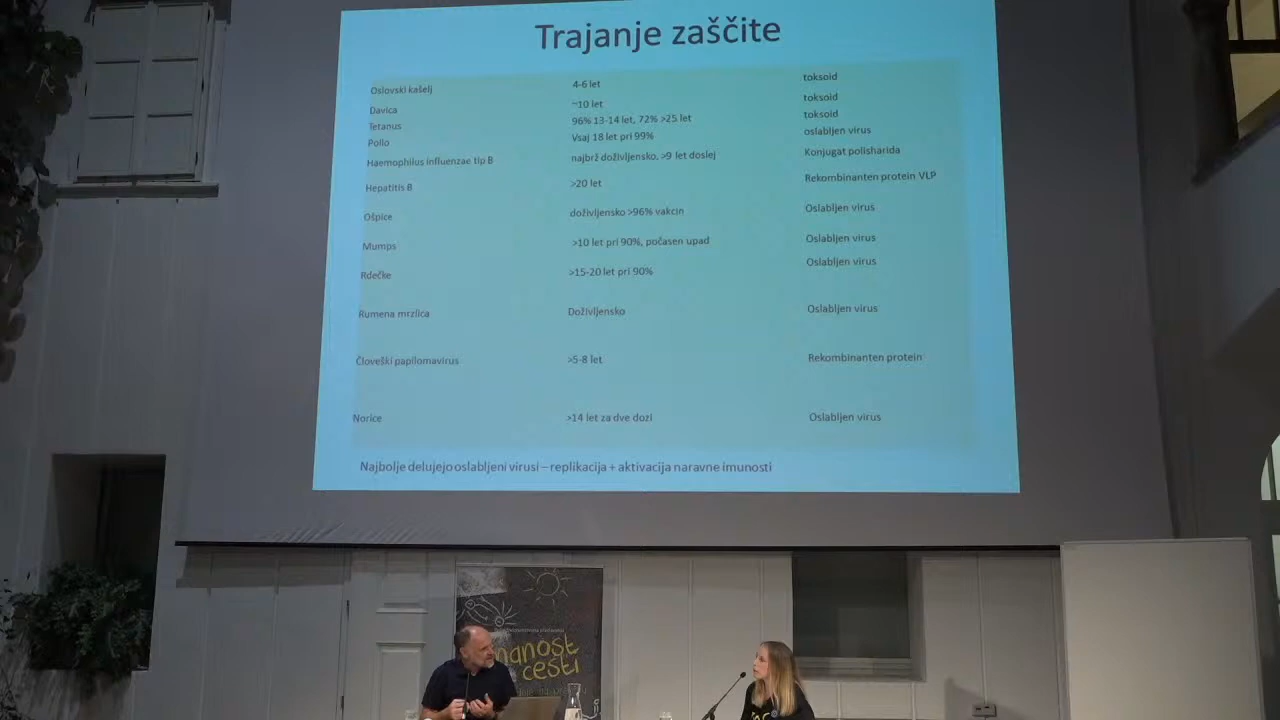 Trajanje zaščite
Oslovski kašelj 4-6 let toksoid
Davica ~10 let toksoid
Tetanus 96% 13-14 let, 72% >25 let toksoid
Polio Vsaj 18 let pri 99% oslabljen virus
Haemophilus influenzae tip B najbrž doživljenjsko, >9 let doslej Konjugat polisharida
Hepatitis B >20 let Rekombinanten protein VLP
Ošpice doživljensko >96% vakcin Oslabljen virus
Mumps >10 let pri 90%, počasen upad Oslabljen virus
Rdečke >15-20 let pri 90% Oslabljen virus
Rumena mrzlica Doživljensko Oslabljen virus
Človeški papilomavirus >5-8 let Rekombinanten protein
Norice >14 let za dve dozi Oslabljen virus
Najbolje delujejo oslabljeni virusi – replikacija + aktivacija naravne imunosti
nanost
cesti